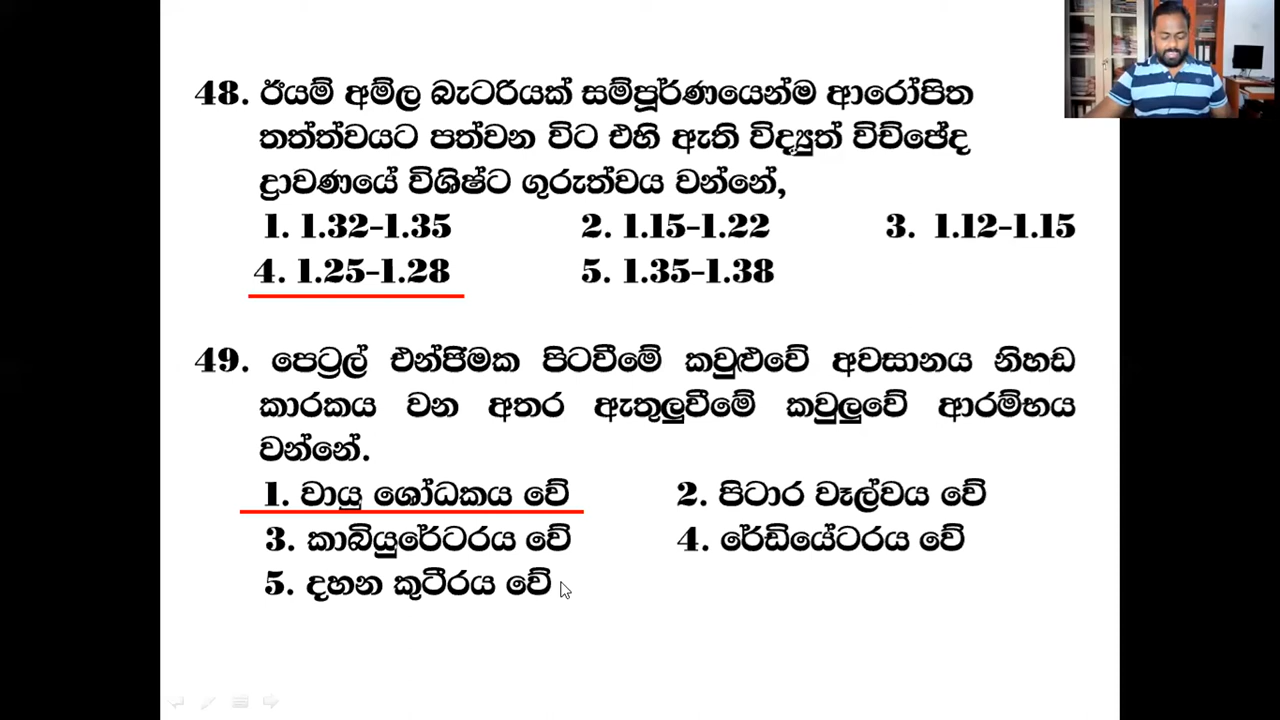 48. ඊයම් අම්ල බැටරියක් සම්පූර්ණයෙන්ම ආරෝපිත
තත්ත්වයට පත්වන විට එහි ඇති විද්‍යුත් විච්ඡේද
ද්‍රාවණයේ විශිෂ්ට ගුරුත්වය වන්නේ,
1. 1.32-1.35 2. 1.15-1.22 3. 1.12-1.15
4. 1.25-1.28 5. 1.35-1.38
49. පෙට්‍රල් එන්ජිමක පිටවීමේ කවුළුවේ අවසානය නිහඩ
කාරකය වන අතර ඇතුලුවීමේ කවුලුවේ ආරම්භය
වන්නේ.
1. වායු ශෝධකය වේ 2. පිටාර වෑල්වය වේ
3. කාබියුරේටරය වේ 4. රේඩියේටරය වේ
5. දහන කුටීරය වේ